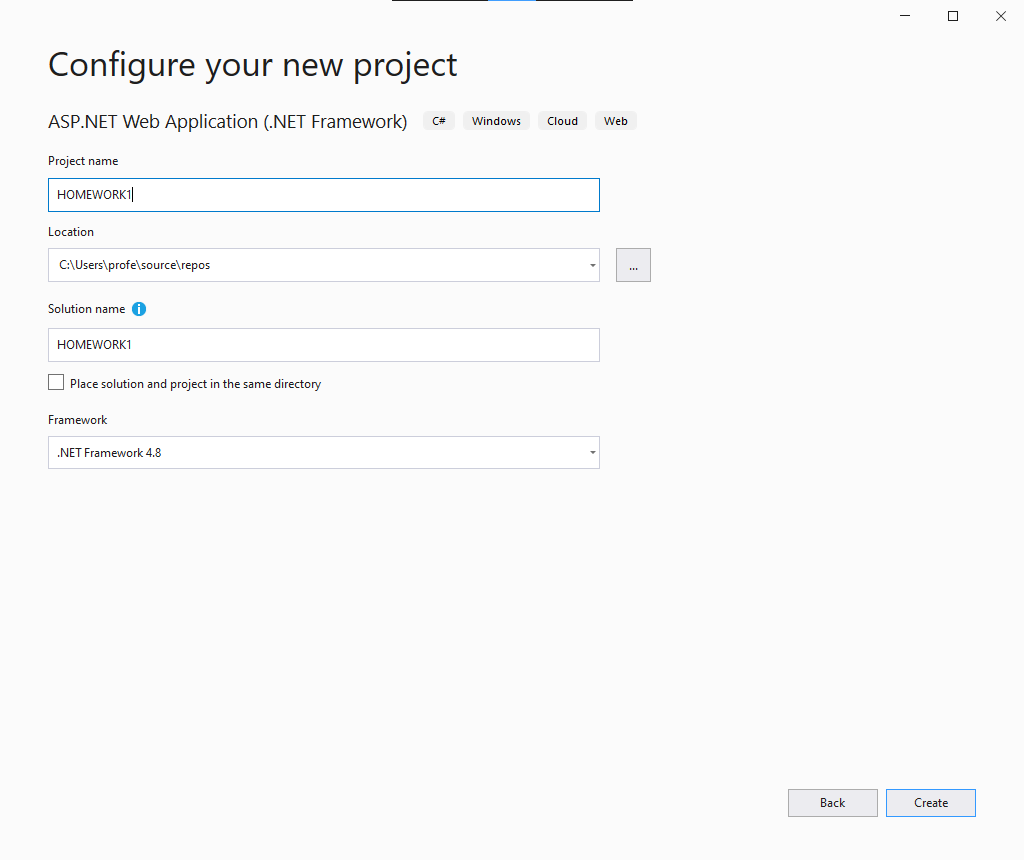 Configure your new project
ASP.NET Web Application (.NET Framework) C# Windows Cloud Web
Project name
HOMEWORK1
Location
C:\Users\profe\source\repos
...
Solution name i
HOMEWORK1
Place solution and project in the same directory
Framework
.NET Framework 4.8
Back Create